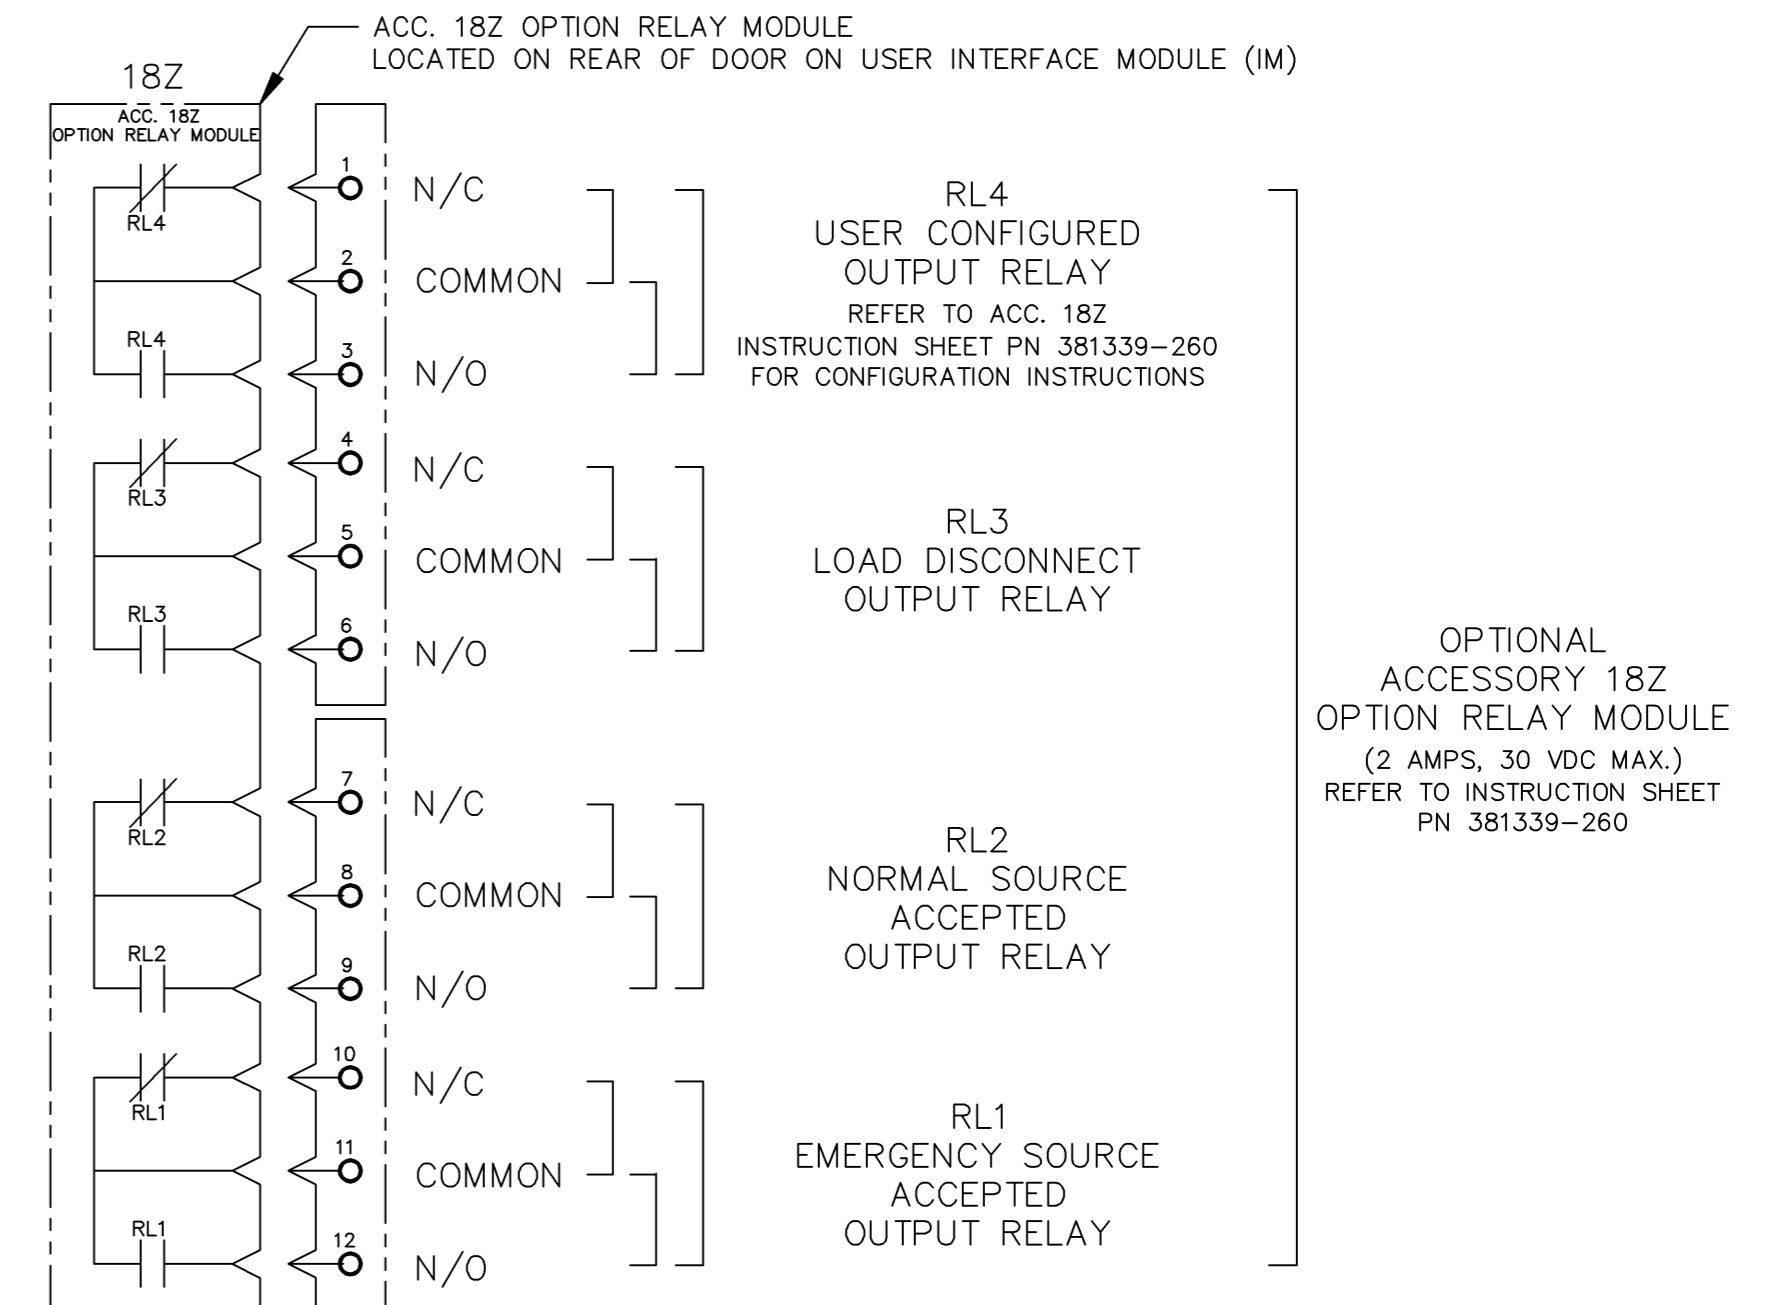 ACC. 18Z OPTION RELAY MODULE
LOCATED ON REAR OF DOOR ON USER INTERFACE MODULE (IM)
18Z
ACC. 18Z
OPTION RELAY MODULE
RL4
RL4
RL3
RL3
RL2
RL2
RL1
RL1
1 N/C
2 COMMON
3 N/O
4 N/C
5 COMMON
6 N/O
7 N/C
8 COMMON
9 N/O
10 N/C
11 COMMON
12 N/O
RL4
USER CONFIGURED
OUTPUT RELAY
REFER TO ACC. 18Z
INSTRUCTION SHEET PN 381339-260
FOR CONFIGURATION INSTRUCTIONS
RL3
LOAD DISCONNECT
OUTPUT RELAY
RL2
NORMAL SOURCE
ACCEPTED
OUTPUT RELAY
RL1
EMERGENCY SOURCE
ACCEPTED
OUTPUT RELAY
OPTIONAL
ACCESSORY 18Z
OPTION RELAY MODULE
(2 AMPS, 30 VDC MAX.)
REFER TO INSTRUCTION SHEET
PN 381339-260